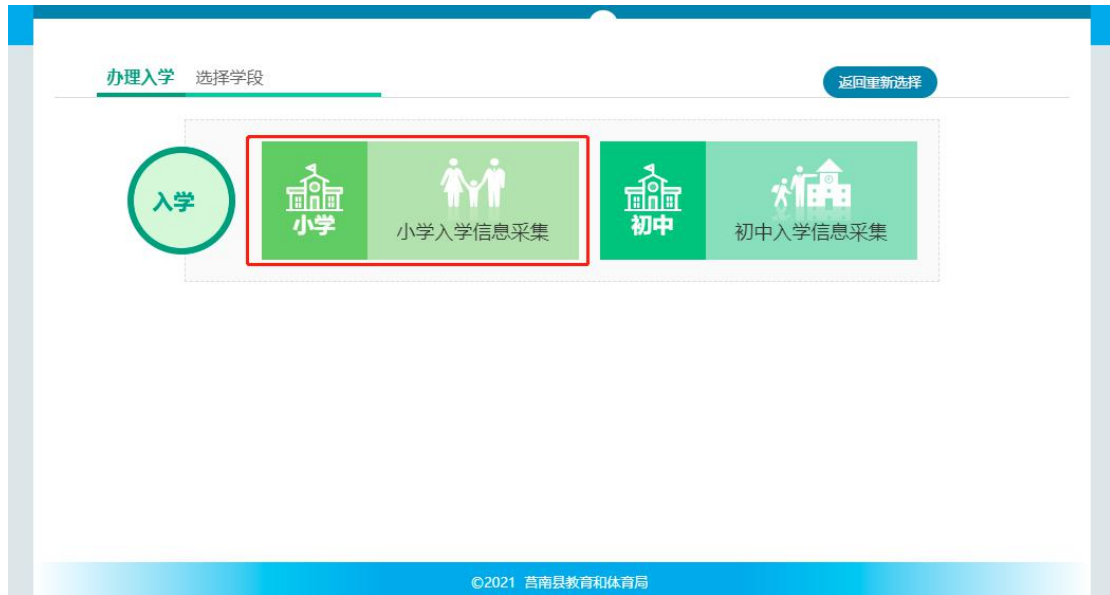 办理入学 选择学段
返回重新选择
入学
小学
小学入学信息采集
初中
初中入学信息采集
©2021 莒南县教育和体育局